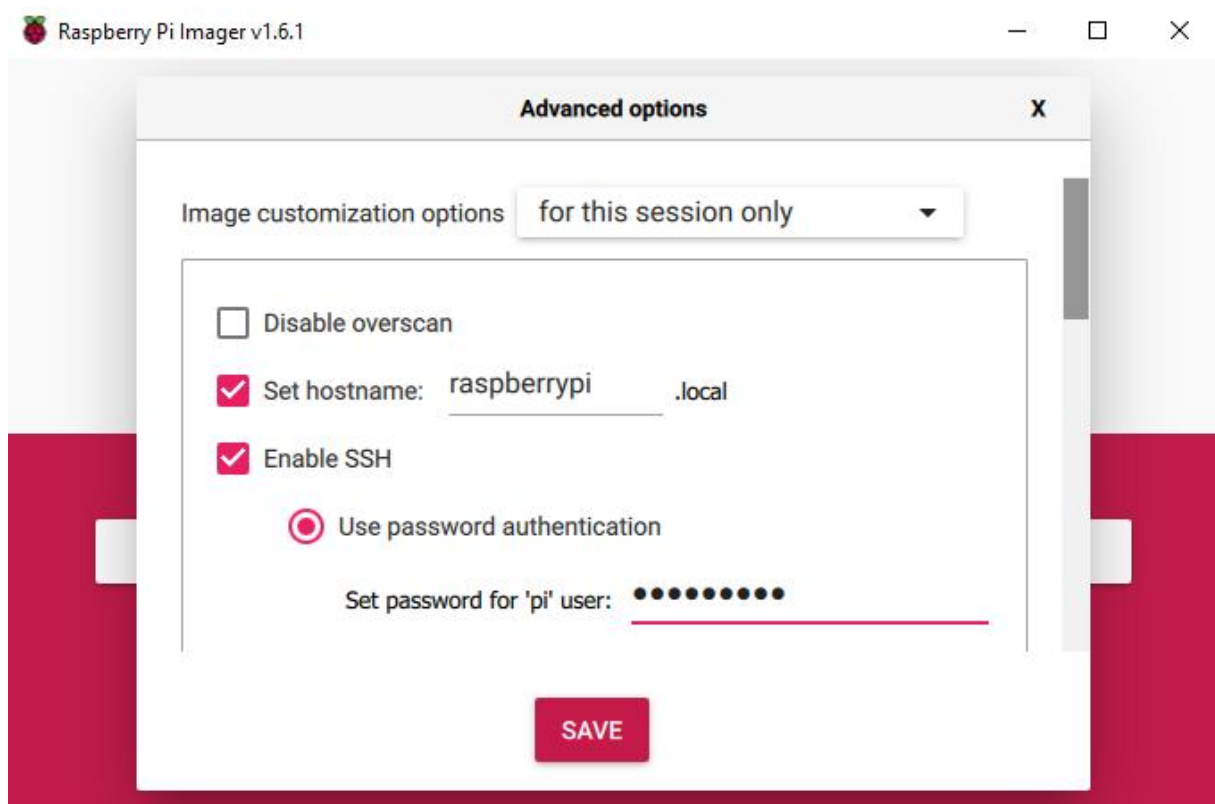 Raspberry Pi Imager v1.6.1
Advanced options X
Image customization options for this session only
Disable overscan
Set hostname: raspberrypi .local
Enable SSH
Use password authentication
Set password for 'pi' user: •••••••••
SAVE